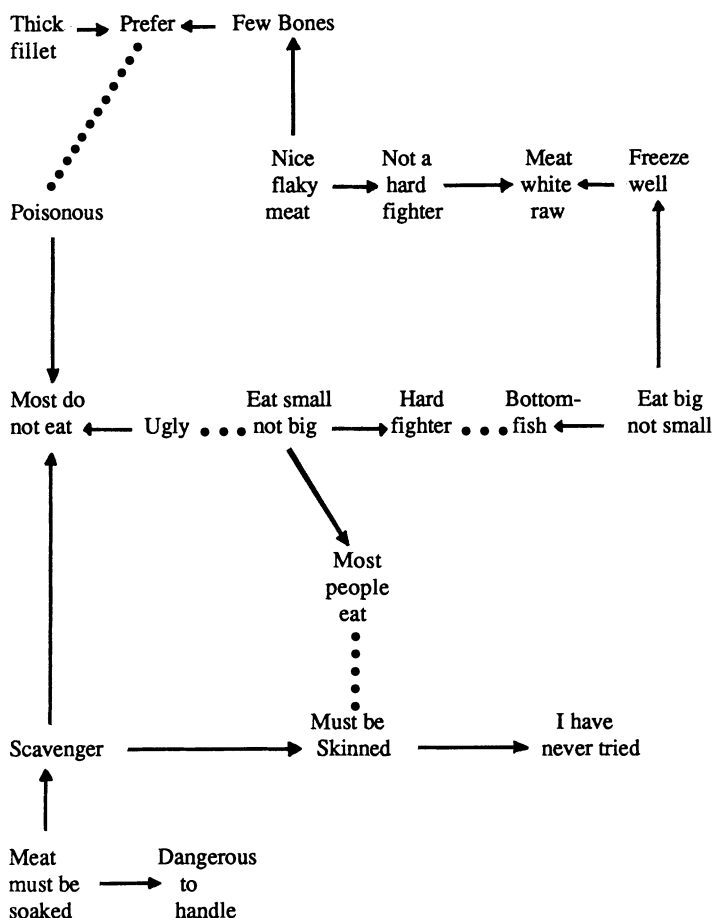 Thick
fillet
Prefer
Few Bones
Poisonous
Nice
flaky
meat
Not a
hard
fighter
Meat
white
raw
Freeze
well
Most do
not eat
Ugly
Eat small
not big
Hard
fighter
Bottom-
fish
Eat big
not small
Most
people
eat
Scavenger
Must be
Skinned
I have
never tried
Meat
must be
soaked
Dangerous
to
handle